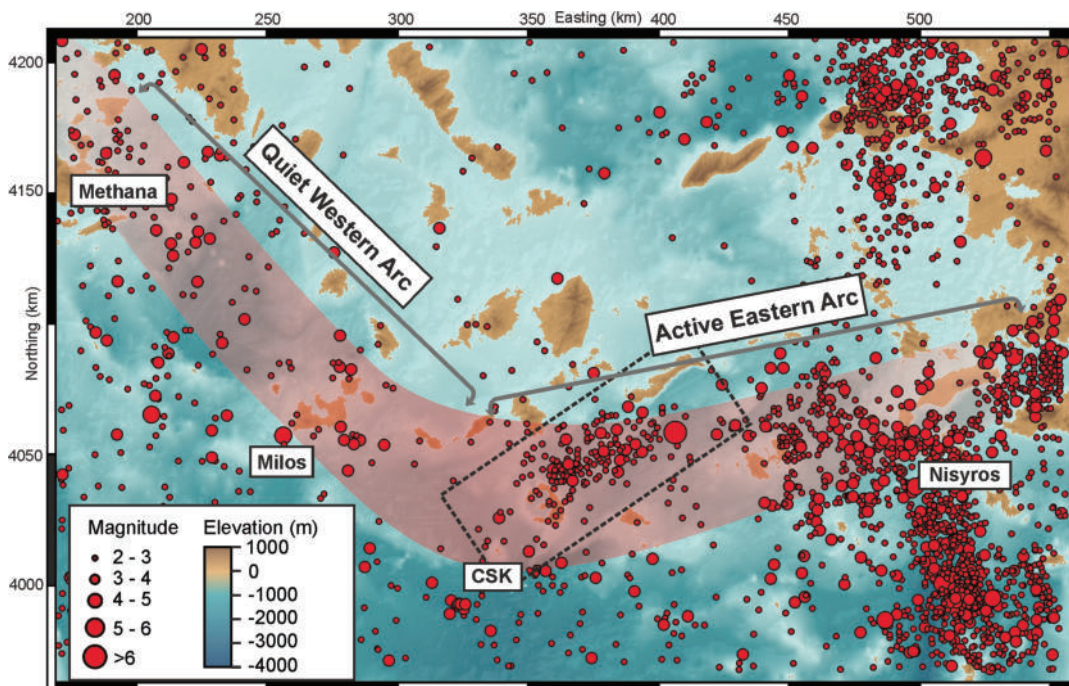 200 250 300 350 Easting (km) 400 450 500
4200
4150
4100
4050
4000
Northing (km)
Quiet Western Arc
Methana
Active Eastern Arc
Milos
Nisyros
CSK
Magnitude
2 - 3
3 - 4
4 - 5
5 - 6
>6
Elevation (m)
1000
0
-1000
-2000
-3000
-4000